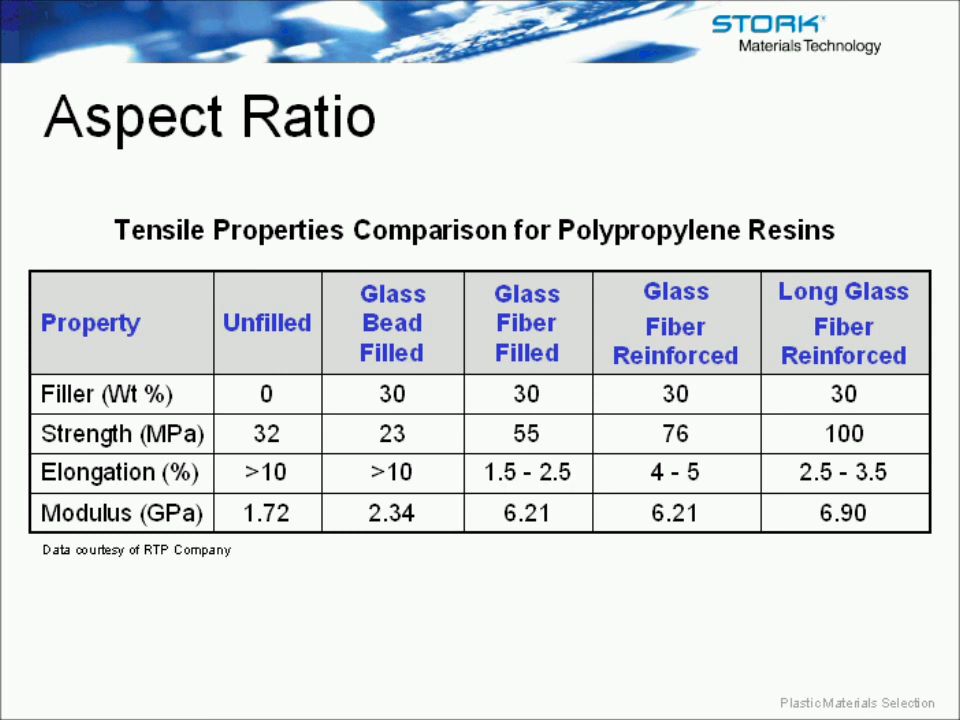 STORK
Materials Technology
Aspect Ratio
Tensile Properties Comparison for Polypropylene Resins
Property Unfilled Glass Bead Filled Glass Fiber Filled Glass Fiber Reinforced Long Glass Fiber Reinforced
Filler (Wt %) 0 30 30 30 30
Strength (MPa) 32 23 55 76 100
Elongation (%) >10 >10 1.5 - 2.5 4 - 5 2.5 - 3.5
Modulus (GPa) 1.72 2.34 6.21 6.21 6.90
Data courtesy of RTP Company
Plastic Materials Selection